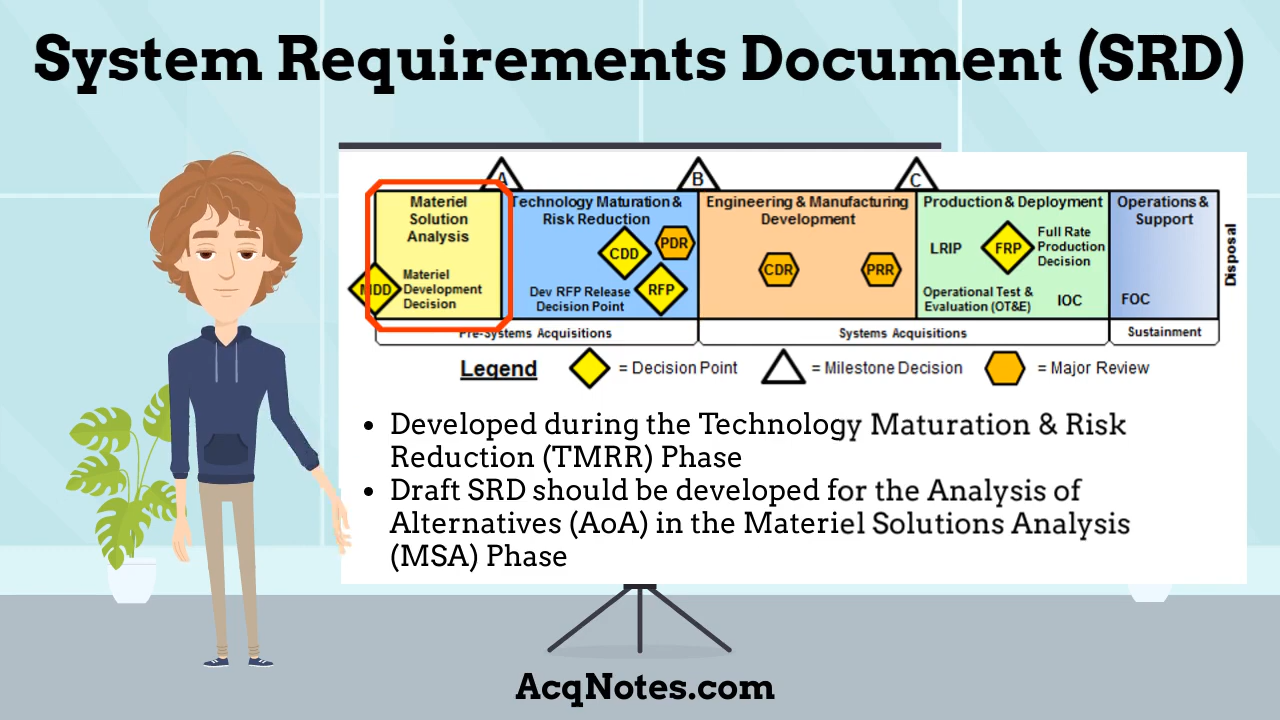 System Requirements Document (SRD)
A
B
C
Materiel
Solution
Analysis
MDD
Materiel
Development
Decision
Technology Maturation &
Risk Reduction
CDD
PDR
Dev RFP Release
Decision Point
RFP
Engineering & Manufacturing
Development
CDR
PRR
Production & Deployment
LRIP
FRP
Full Rate
Production
Decision
Operational Test &
Evaluation (OT&E)
IOC
Operations &
Support
FOC
Disposal
Pre-Systems Acquisitions
Systems Acquisitions
Sustainment
Legend
= Decision Point
= Milestone Decision
= Major Review
• Developed during the Technology Maturation & Risk
Reduction (TMRR) Phase
• Draft SRD should be developed for the Analysis of
Alternatives (AoA) in the Materiel Solutions Analysis
(MSA) Phase
AcqNotes.com